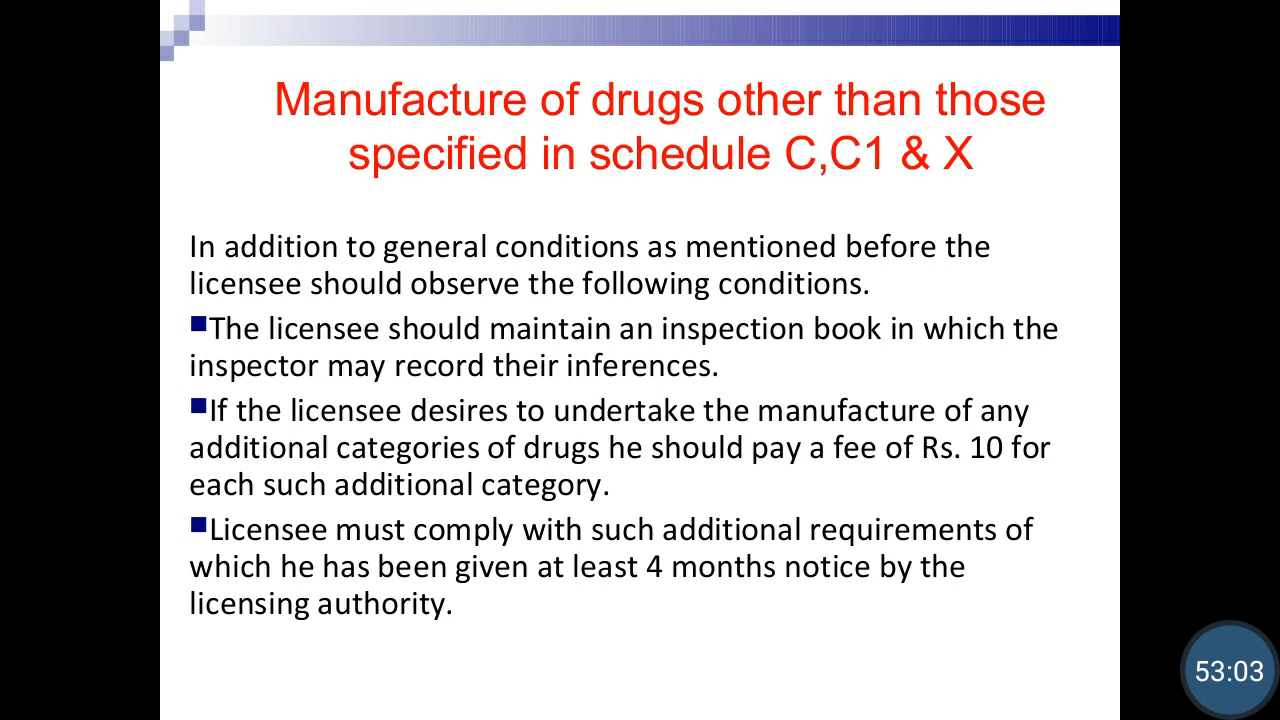 Manufacture of drugs other than those
specified in schedule C,C1 & X
In addition to general conditions as mentioned before the
licensee should observe the following conditions.
The licensee should maintain an inspection book in which the
inspector may record their inferences.
If the licensee desires to undertake the manufacture of any
additional categories of drugs he should pay a fee of Rs. 10 for
each such additional category.
Licensee must comply with such additional requirements of
which he has been given at least 4 months notice by the
licensing authority.
53:03